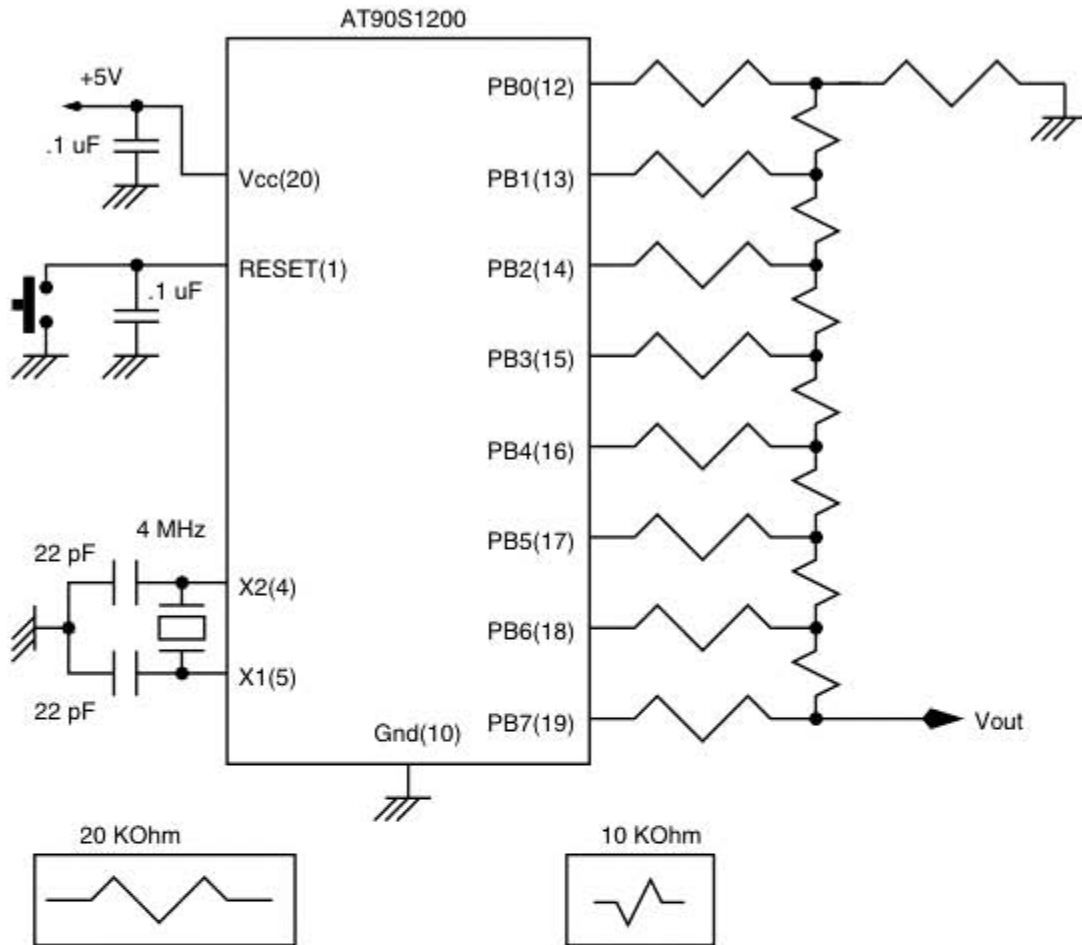 AT90S1200
+5V
.1 uF
Vcc(20)
RESET(1)
.1 uF
4 MHz
22 pF
X2(4)
X1(5)
22 pF
Gnd(10)
PB0(12)
PB1(13)
PB2(14)
PB3(15)
PB4(16)
PB5(17)
PB6(18)
PB7(19)
Vout
20 KOhm
10 KOhm